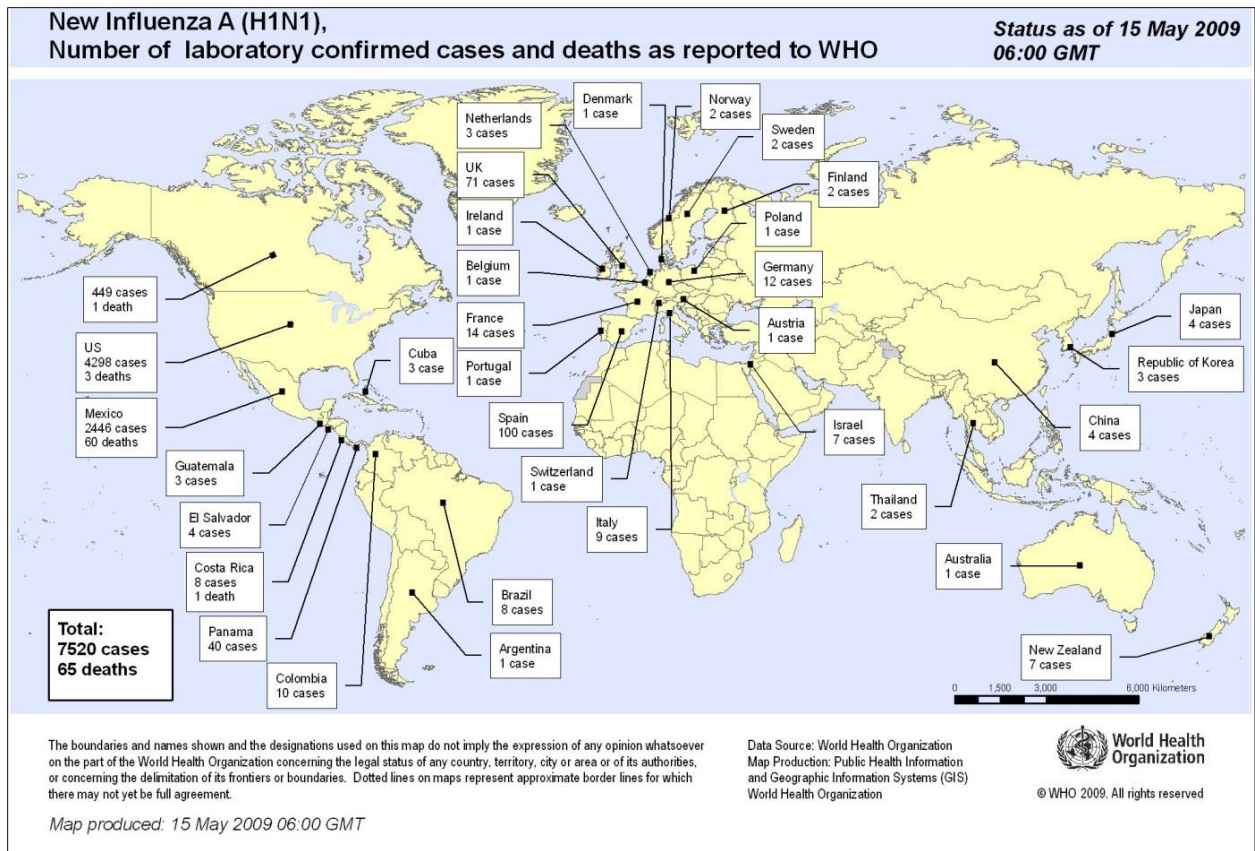 New Influenza A (H1N1),
Number of laboratory confirmed cases and deaths as reported to WHO
Status as of 15 May 2009
06:00 GMT
Denmark
1 case
Norway
2 cases
Netherlands
3 cases
Sweden
2 cases
UK
71 cases
Finland
2 cases
Ireland
1 case
Poland
1 case
Belgium
1 case
Germany
12 cases
449 cases
1 death
France
14 cases
Austria
1 case
Japan
4 cases
US
4298 cases
3 deaths
Cuba
3 case
Portugal
1 case
Republic of Korea
3 cases
Mexico
2446 cases
60 deaths
Spain
100 cases
Israel
7 cases
China
4 cases
Guatemala
3 cases
Switzerland
1 case
Thailand
2 cases
El Salvador
4 cases
Italy
9 cases
Costa Rica
8 cases
1 death
Australia
1 case
Brazil
8 cases
Panama
40 cases
Argentina
1 case
New Zealand
7 cases
Colombia
10 cases
Total:
7520 cases
65 deaths
0 1,500 3,000 6,000 Kilometers
The boundaries and names shown and the designations used on this map do not imply the expression of any opinion whatsoever
on the part of the World Health Organization concerning the legal status of any country, territory, city or area or of its authorities,
or concerning the delimitation of its frontiers or boundaries. Dotted lines on maps represent approximate border lines for which
there may not yet be full agreement.
Map produced: 15 May 2009 06:00 GMT
Data Source: World Health Organization
Map Production: Public Health Information
and Geographic Information Systems (GIS)
World Health Organization
World Health
Organization
© WHO 2009. All rights reserved